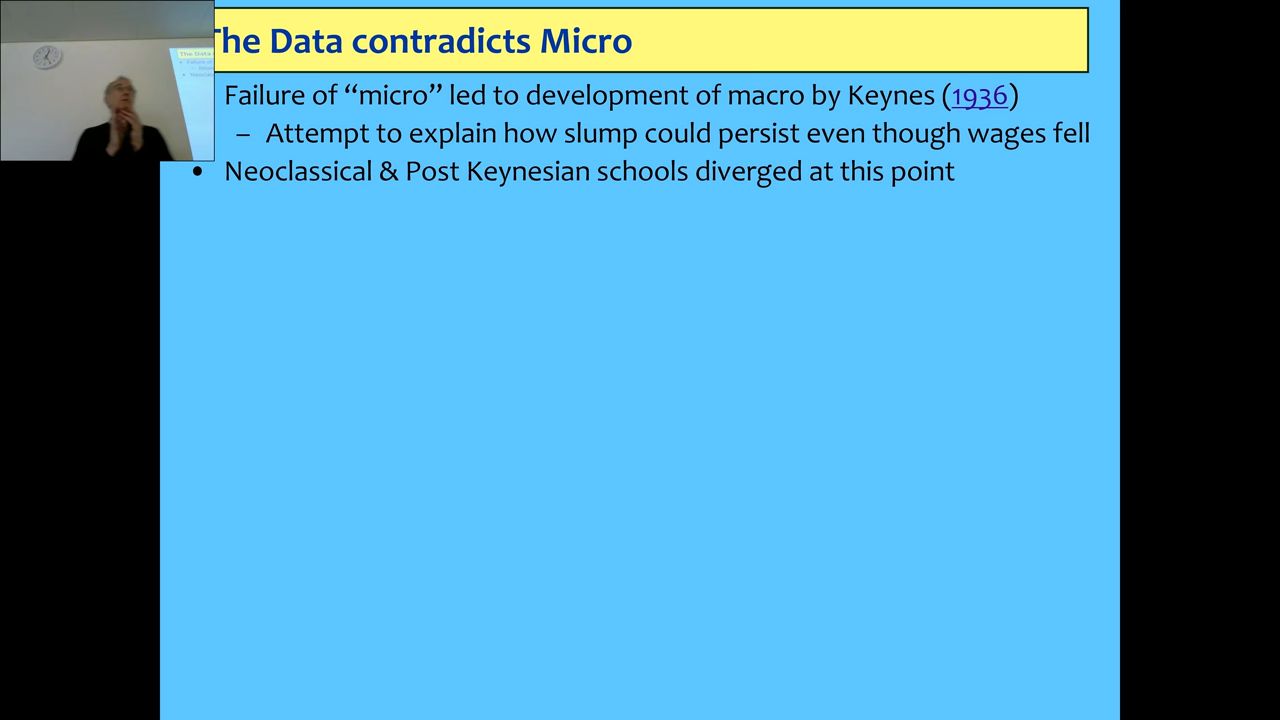 The Data contradicts Micro
Failure of “micro” led to development of macro by Keynes (1936)
– Attempt to explain how slump could persist even though wages fell
• Neoclassical & Post Keynesian schools diverged at this point